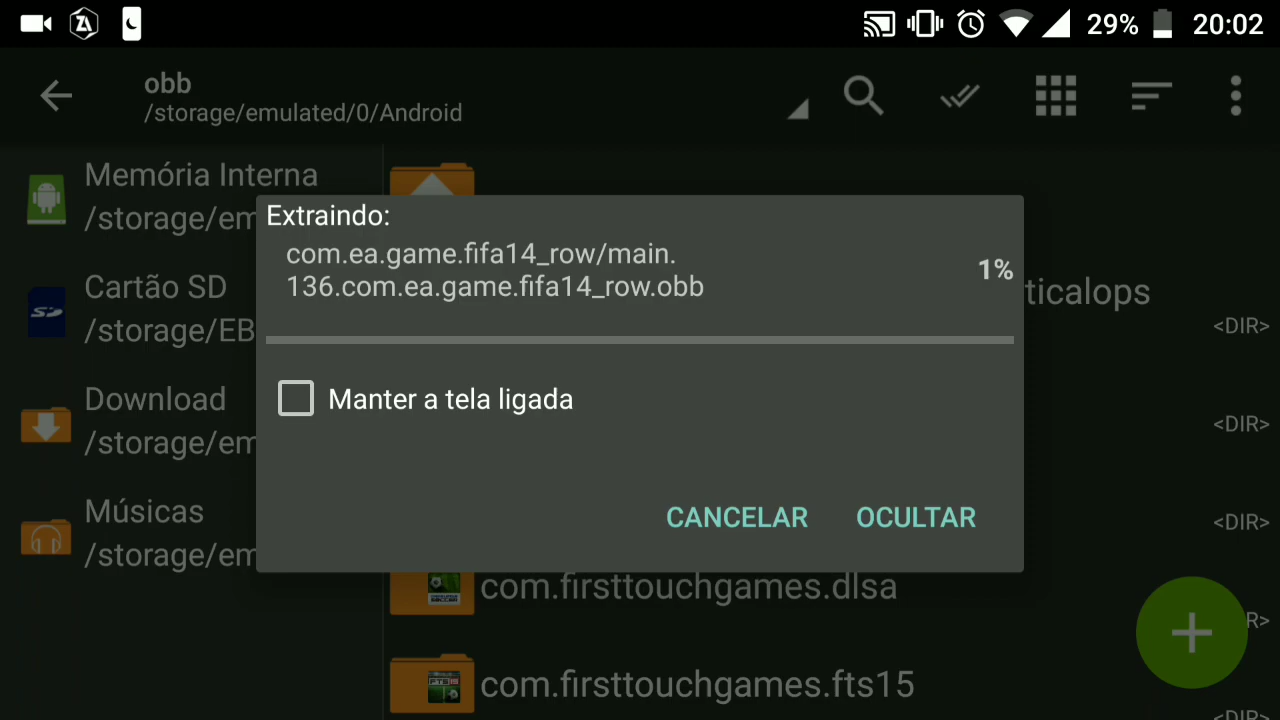 29% 20:02
obb
/storage/emulated/0/Android
Memória Interna
/storage/em
Cartão SD
/storage/EB
Download
/storage/em
Músicas
/storage/em
Extraindo:
com.ea.game.fifa14_row/main.
136.com.ea.game.fifa14_row.obb
1%
Manter a tela ligada
CANCELAR OCULTAR
ticalops
<DIR>
<DIR>
<DIR>
com.firsttouchgames.dlsa
R>
com.firsttouchgames.fts15
<DIR>